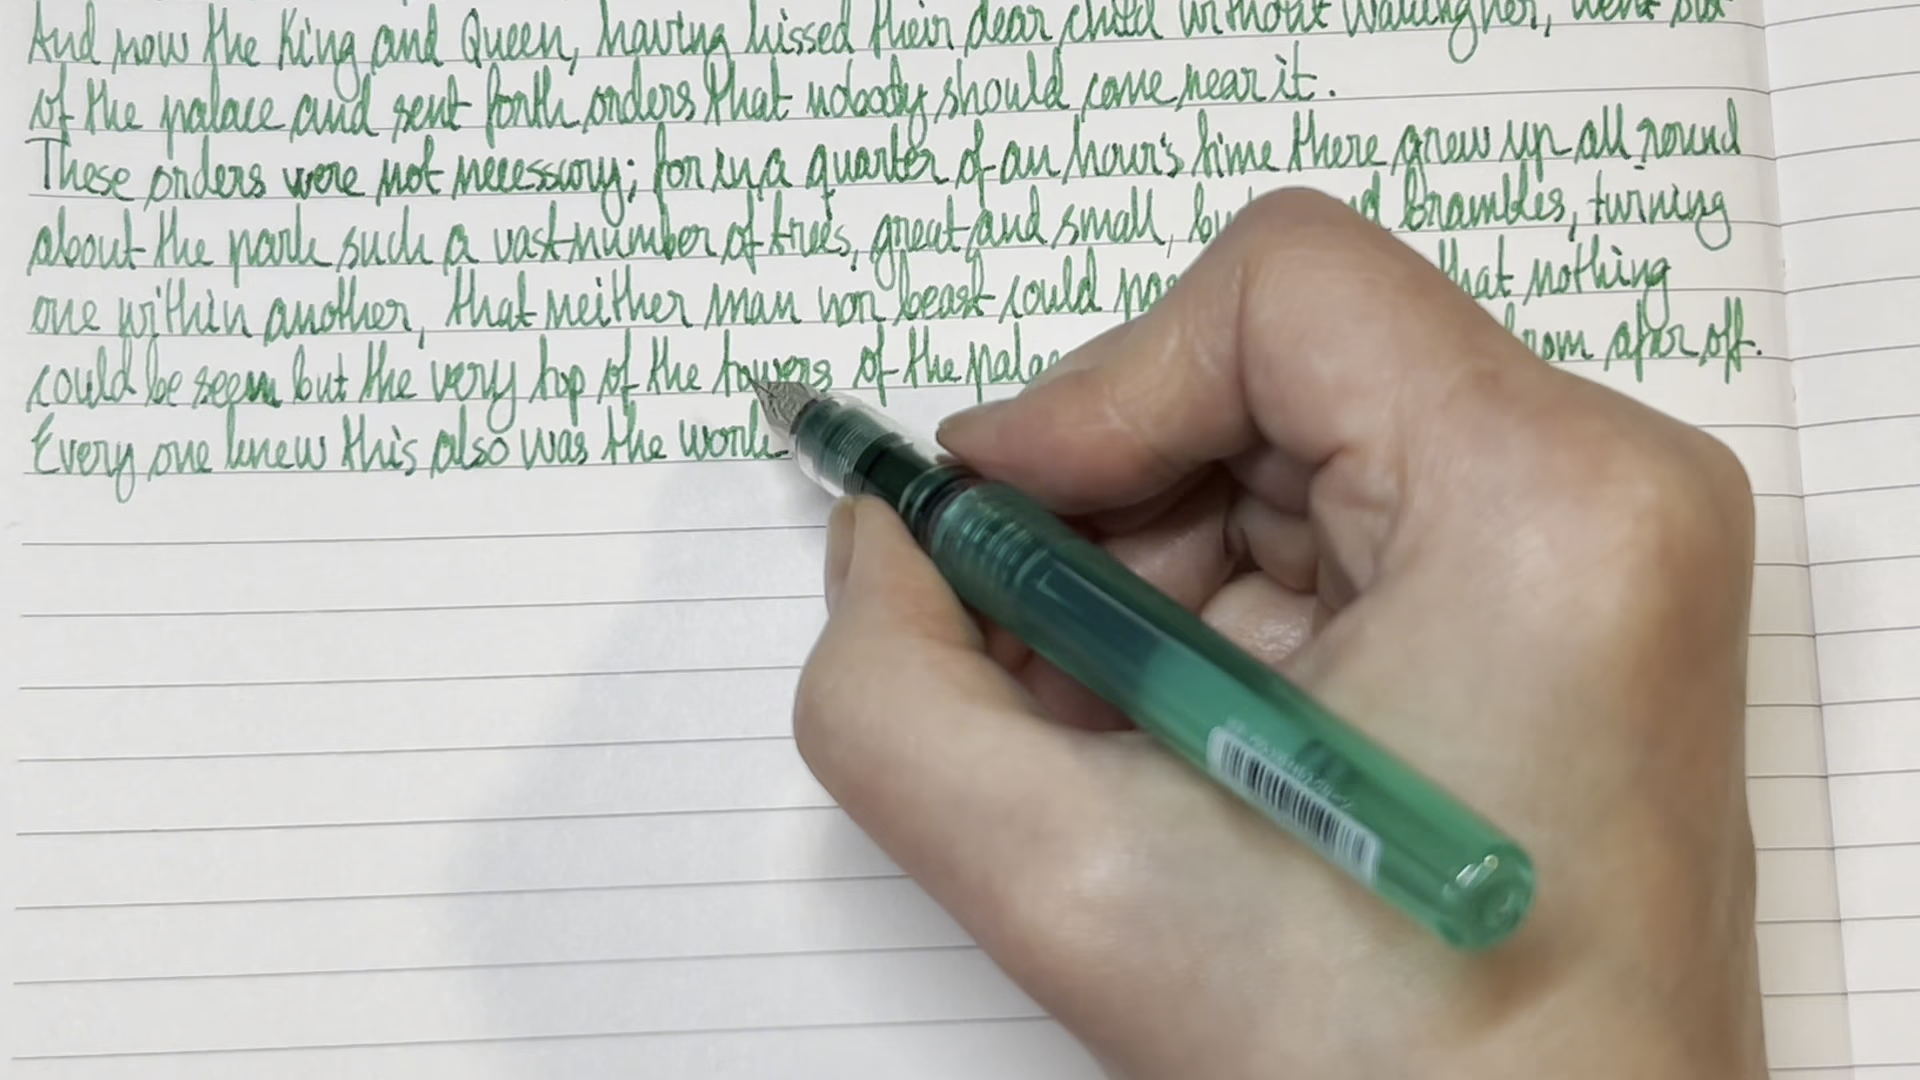 And now the King and Queen, having kissed their dear child without waking her, went out
of the palace and sent forth orders that nobody should come near it.
These orders were not necessary; for in a quarter of an hour's time there grew up all round
about the park such a vast number of trees, great and small, brambles, twining
one within another, that neither man nor beast could that nothing
could be seen but the very top of the towers of the from afar off.
Every one knew this also was the work